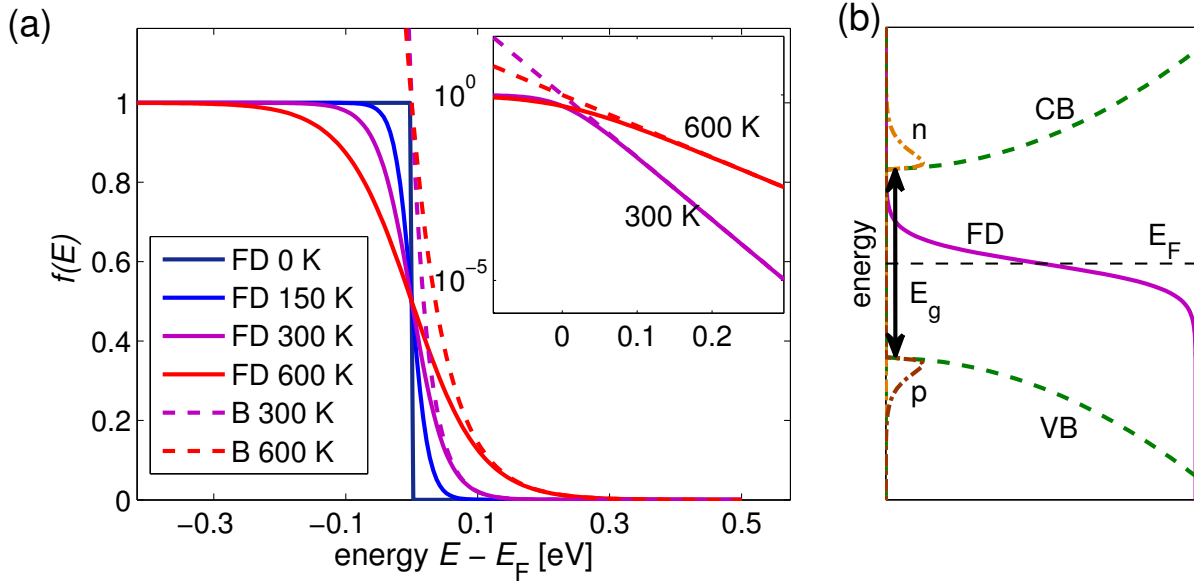 (a)
f(E)
1
0.8
0.6
0.4
0.2
0
−0.3
−0.1
0.1
0.3
0.5
energy E − E_F [eV]
FD 0 K
FD 150 K
FD 300 K
FD 600 K
B 300 K
B 600 K
10^0
10^−5
0
0.1
0.2
600 K
300 K
(b)
energy
n
CB
FD
E_F
E_g
p
VB